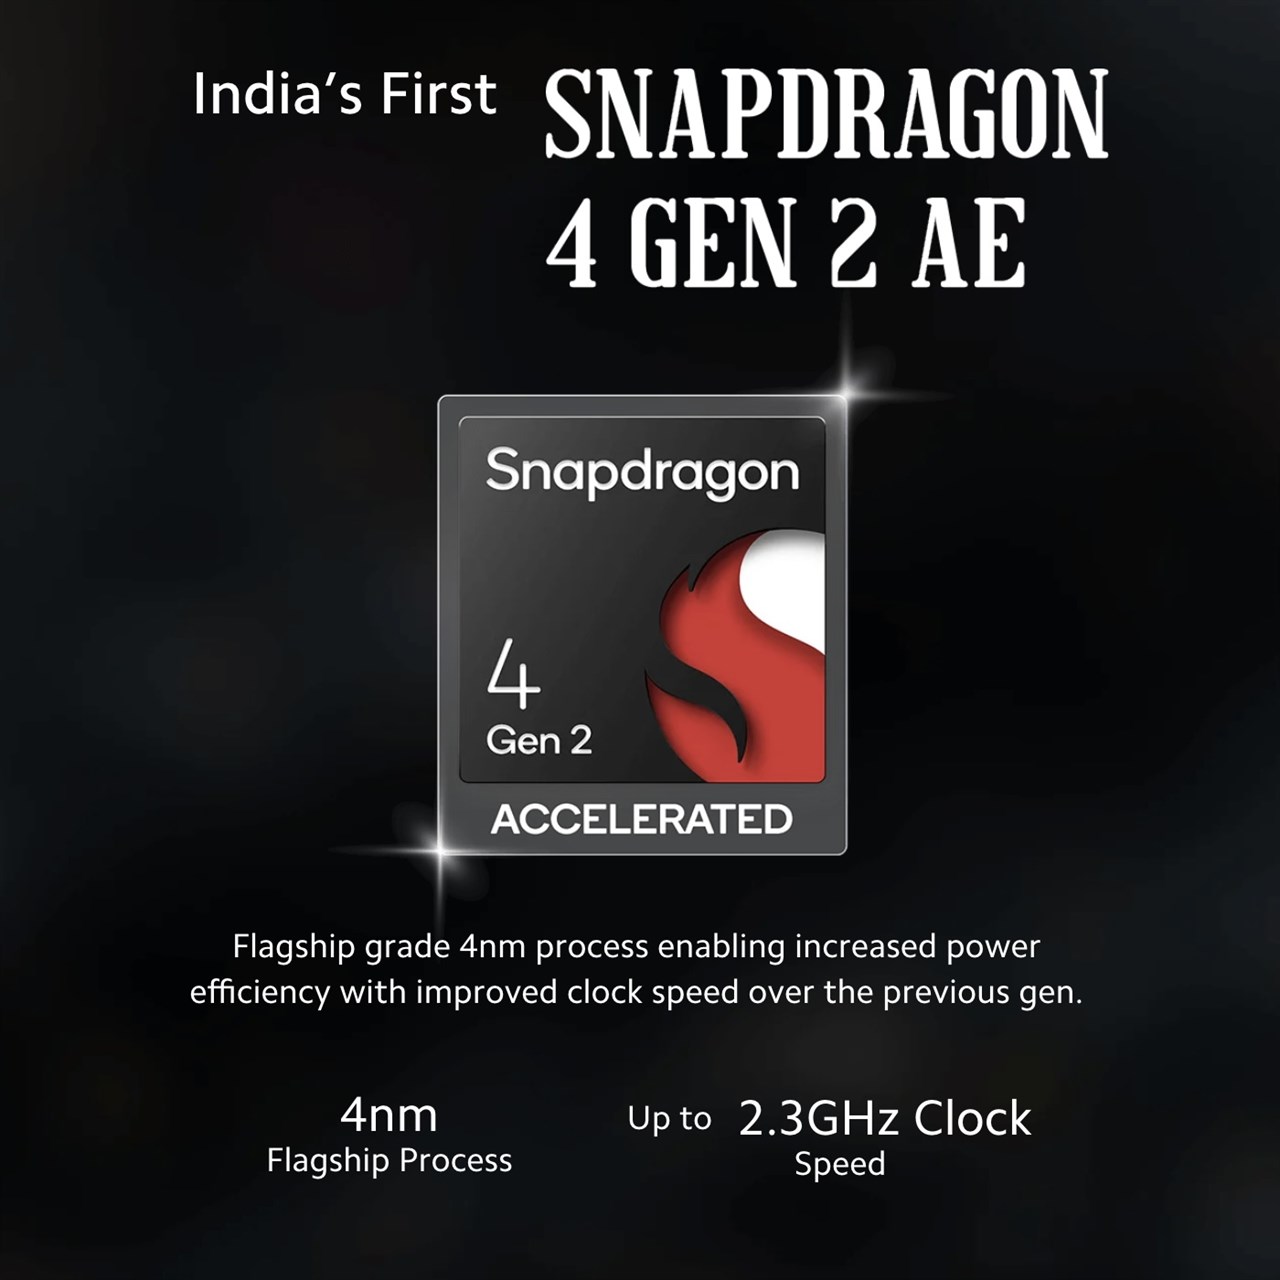 India’s First
SNAPDRAGON
4 GEN 2 AE
Snapdragon
4
Gen 2
ACCELERATED
Flagship grade 4nm process enabling increased power
efficiency with improved clock speed over the previous gen.
4nm
Flagship Process
Up to 2.3GHz Clock
Speed